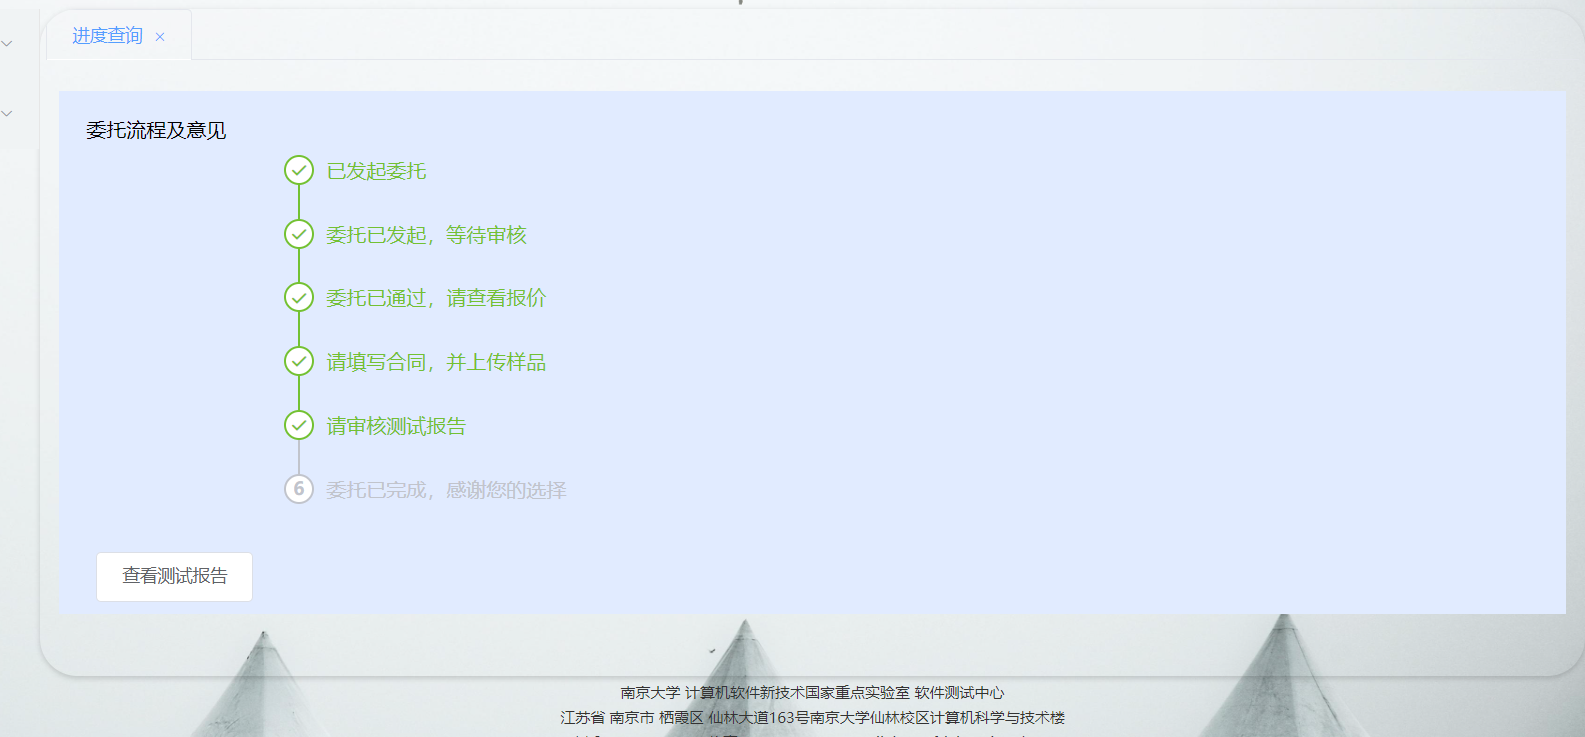 进度查询
委托流程及意见
已发起委托
委托已发起，等待审核
委托已通过，请查看报价
请填写合同，并上传样品
请审核测试报告
6 委托已完成，感谢您的选择
查看测试报告
南京大学 计算机软件新技术国家重点实验室 软件测试中心
江苏省 南京市 栖霞区 仙林大道163号南京大学仙林校区计算机科学与技术楼